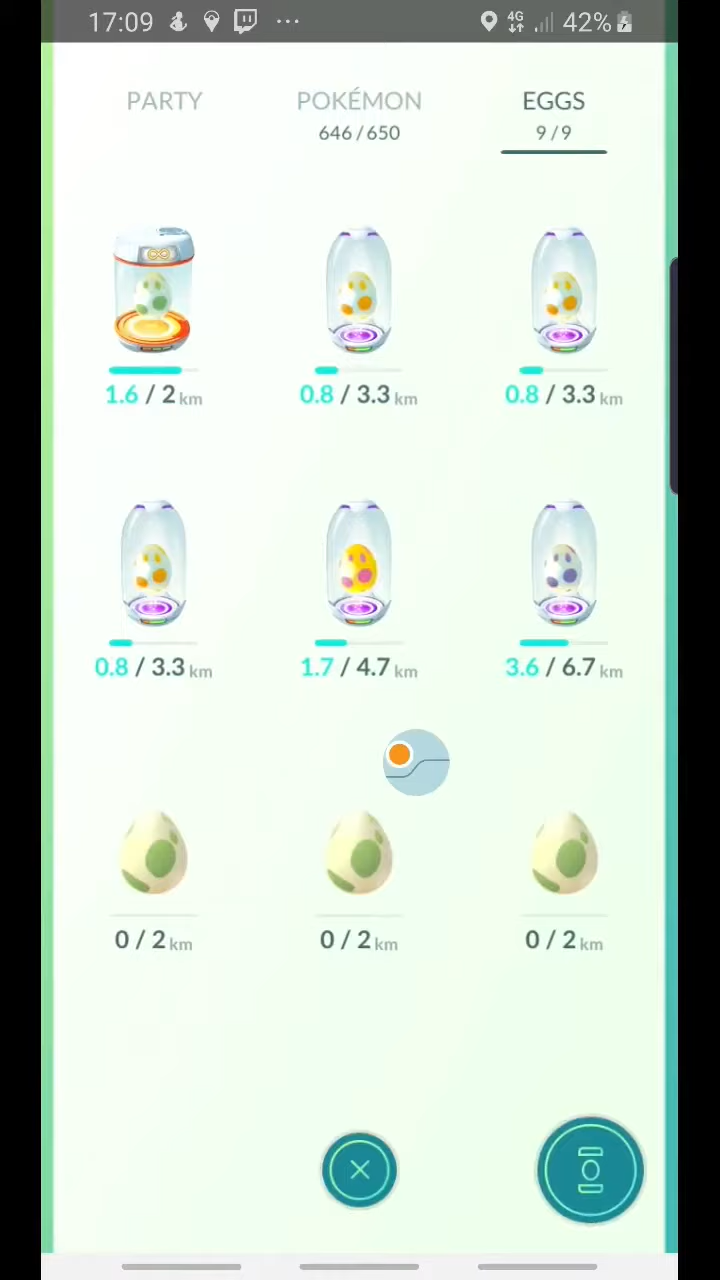 17:09 4G 42%
PARTY POKÉMON EGGS
646 / 650 9 / 9
1.6 / 2 km 0.8 / 3.3 km 0.8 / 3.3 km
0.8 / 3.3 km 1.7 / 4.7 km 3.6 / 6.7 km
0 / 2 km 0 / 2 km 0 / 2 km